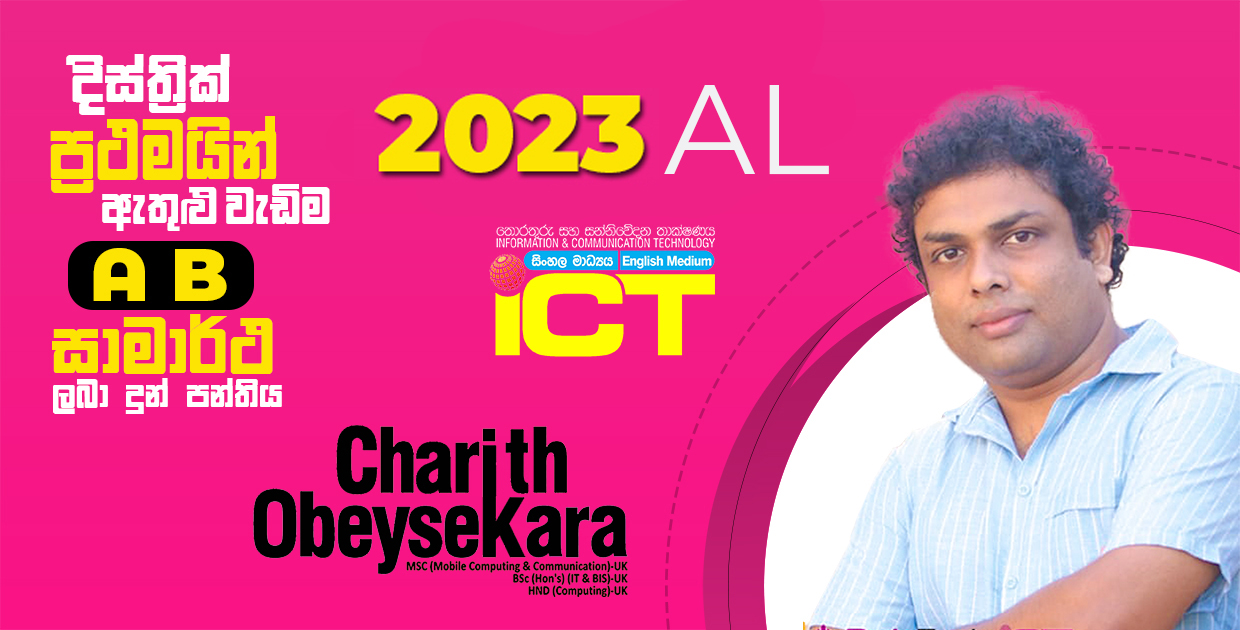 දිස්ත්‍රික්
ප්‍රථමයින්
ඇතුළු වැඩිම
A B
සාමාර්ථ
ලබා දුන් පන්තිය
2023 AL
තොරතුරු සහ සන්නිවේදන තාක්ෂණය
INFORMATION & COMMUNICATION TECHNOLOGY
සිංහල මාධ්‍යය English Medium
iCT
Charith
Obeysekara
MSC (Mobile Computing & Communication)-UK
BSc (Hon's) (IT & BIS)-UK
HND (Computing)-UK